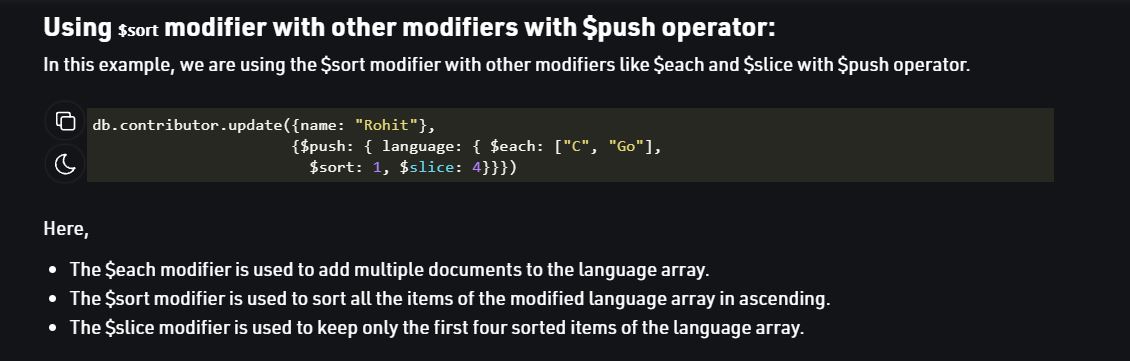 Using $sort modifier with other modifiers with $push operator:
In this example, we are using the $sort modifier with other modifiers like $each and $slice with $push operator.
db.contributor.update({name: "Rohit"},
{$push: { language: { $each: ["C", "Go"],
$sort: 1, $slice: 4}}})
Here,
• The $each modifier is used to add multiple documents to the language array.
• The $sort modifier is used to sort all the items of the modified language array in ascending.
• The $slice modifier is used to keep only the first four sorted items of the language array.